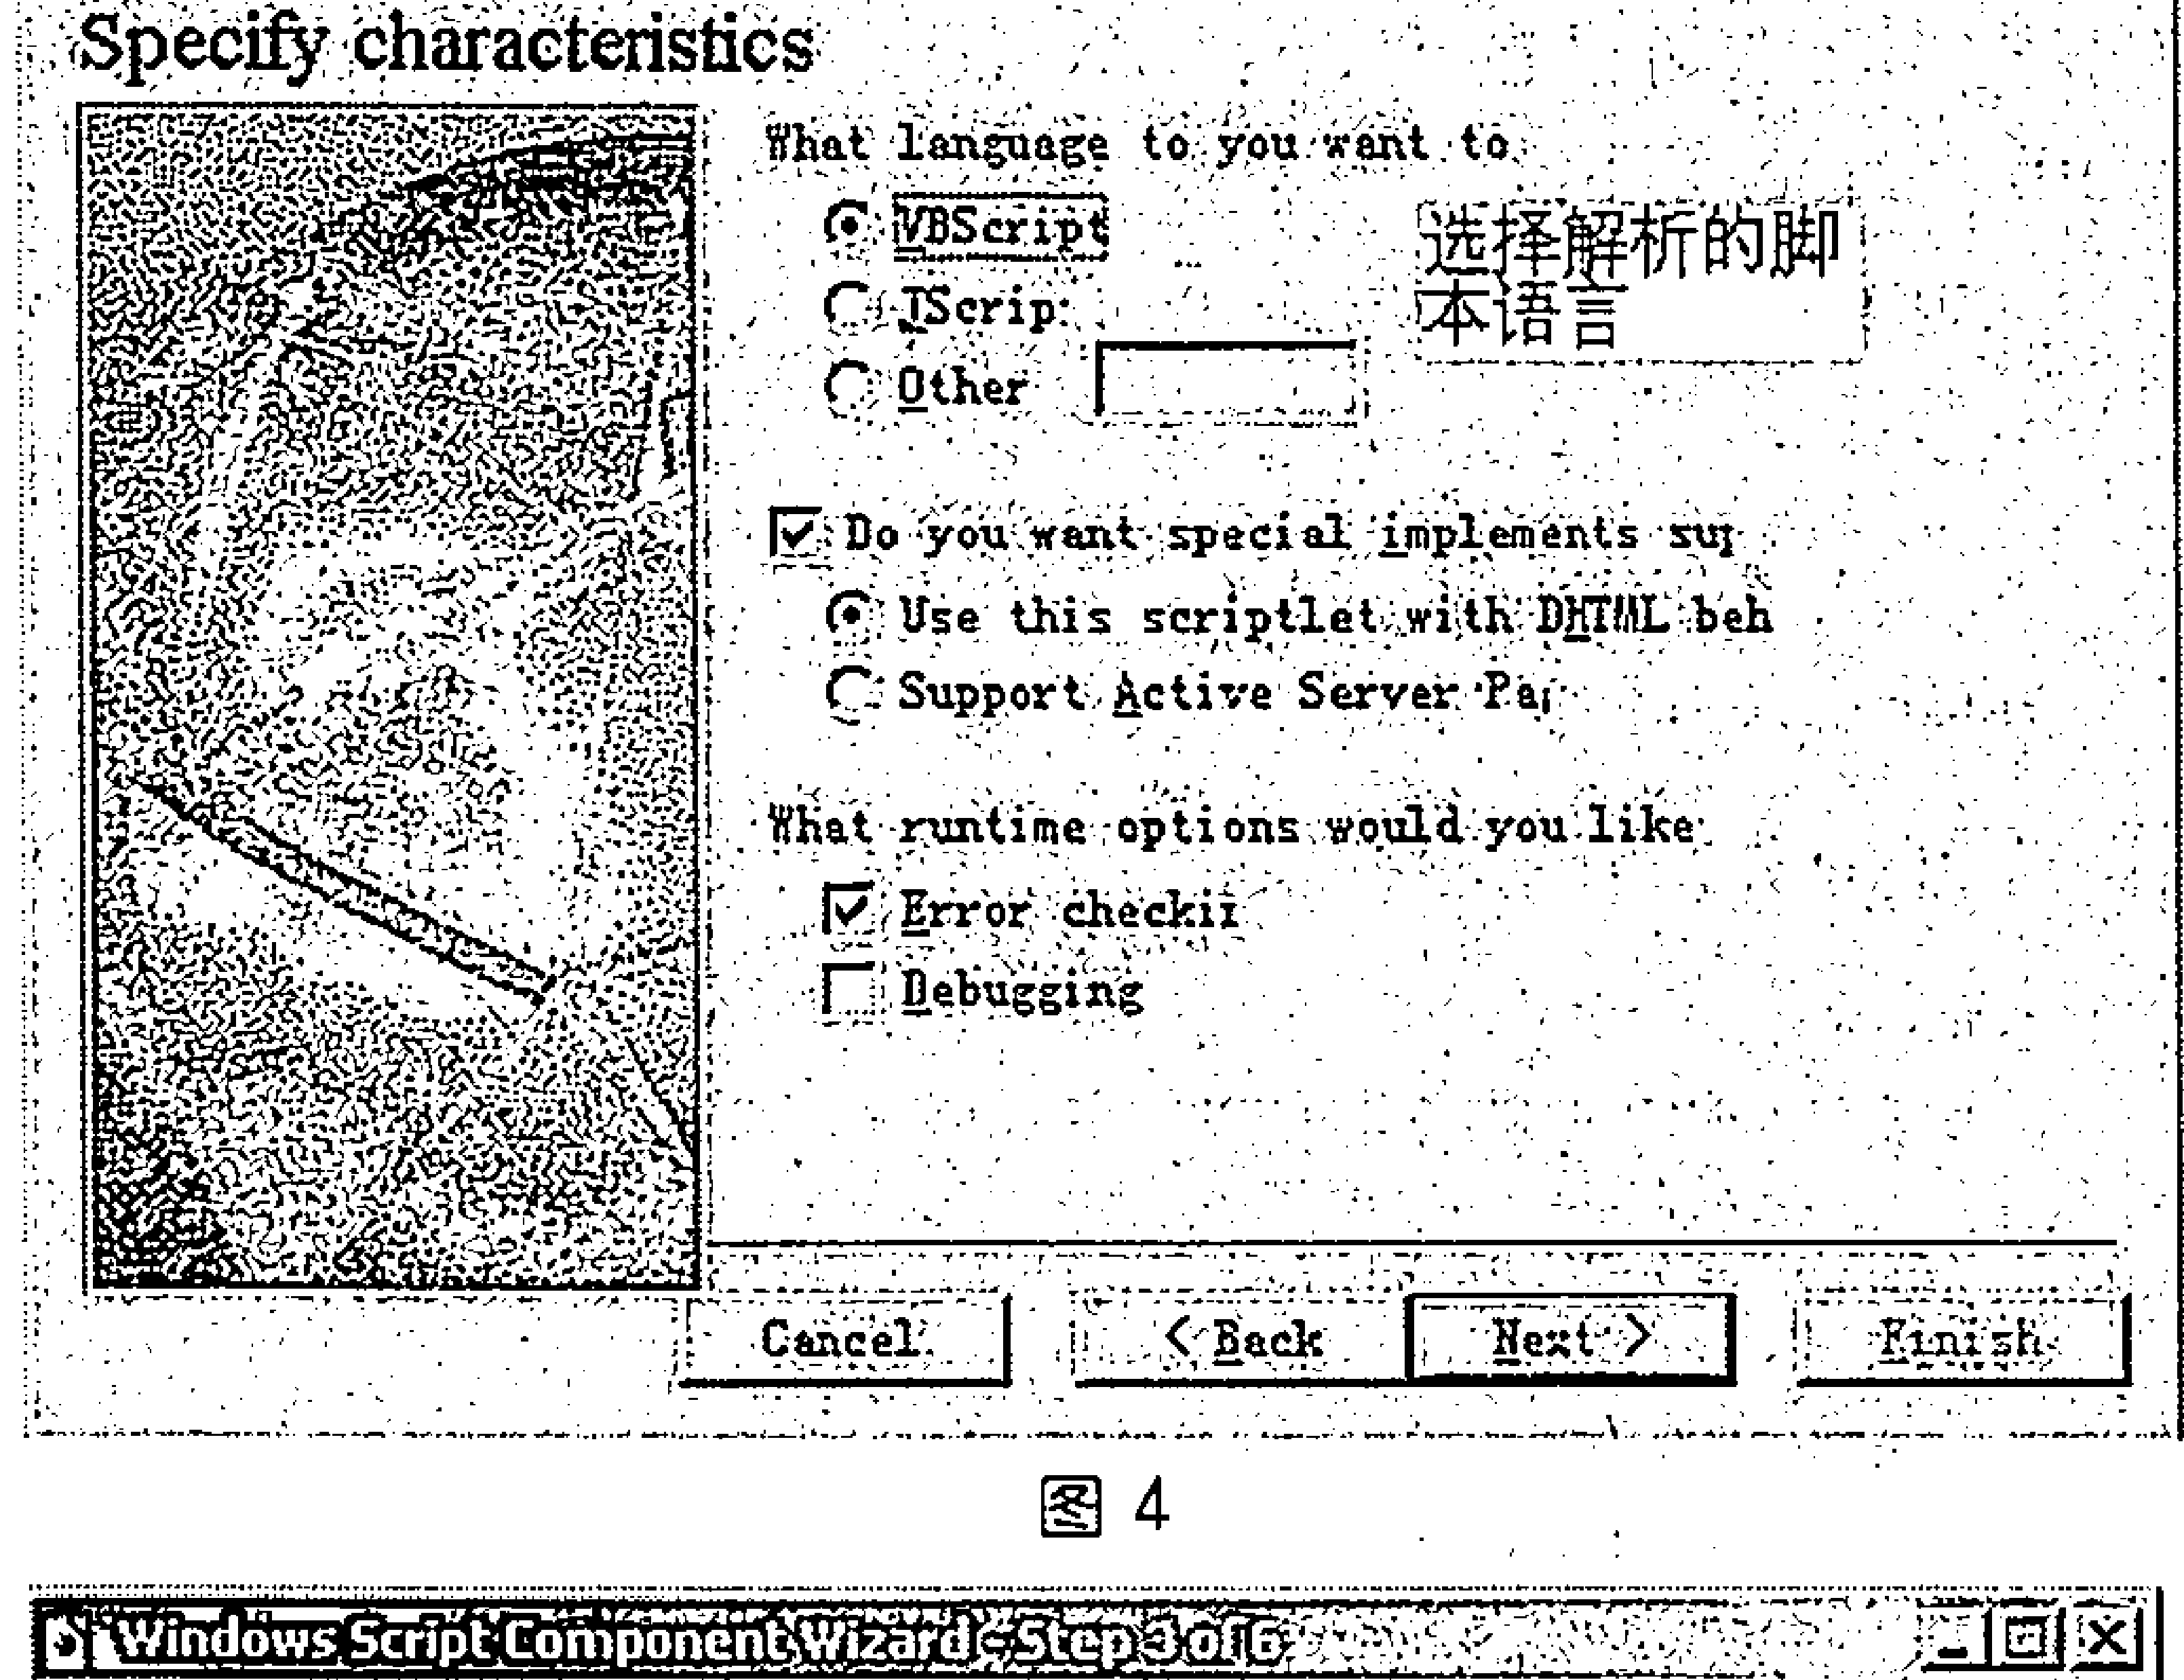 Specify characteristics
What language to you want to
VBScript
选择解析的脚
本语言
JScrip
Other
Do you want special implements sup
Use this scriptlet with DHTML beh
Support Active Server Pa
What runtime options would you like
Error checkin
Debugging
Cancel
< Back
Next >
Finish
图 4
Windows Script Component Wizard - Step 3 of 6